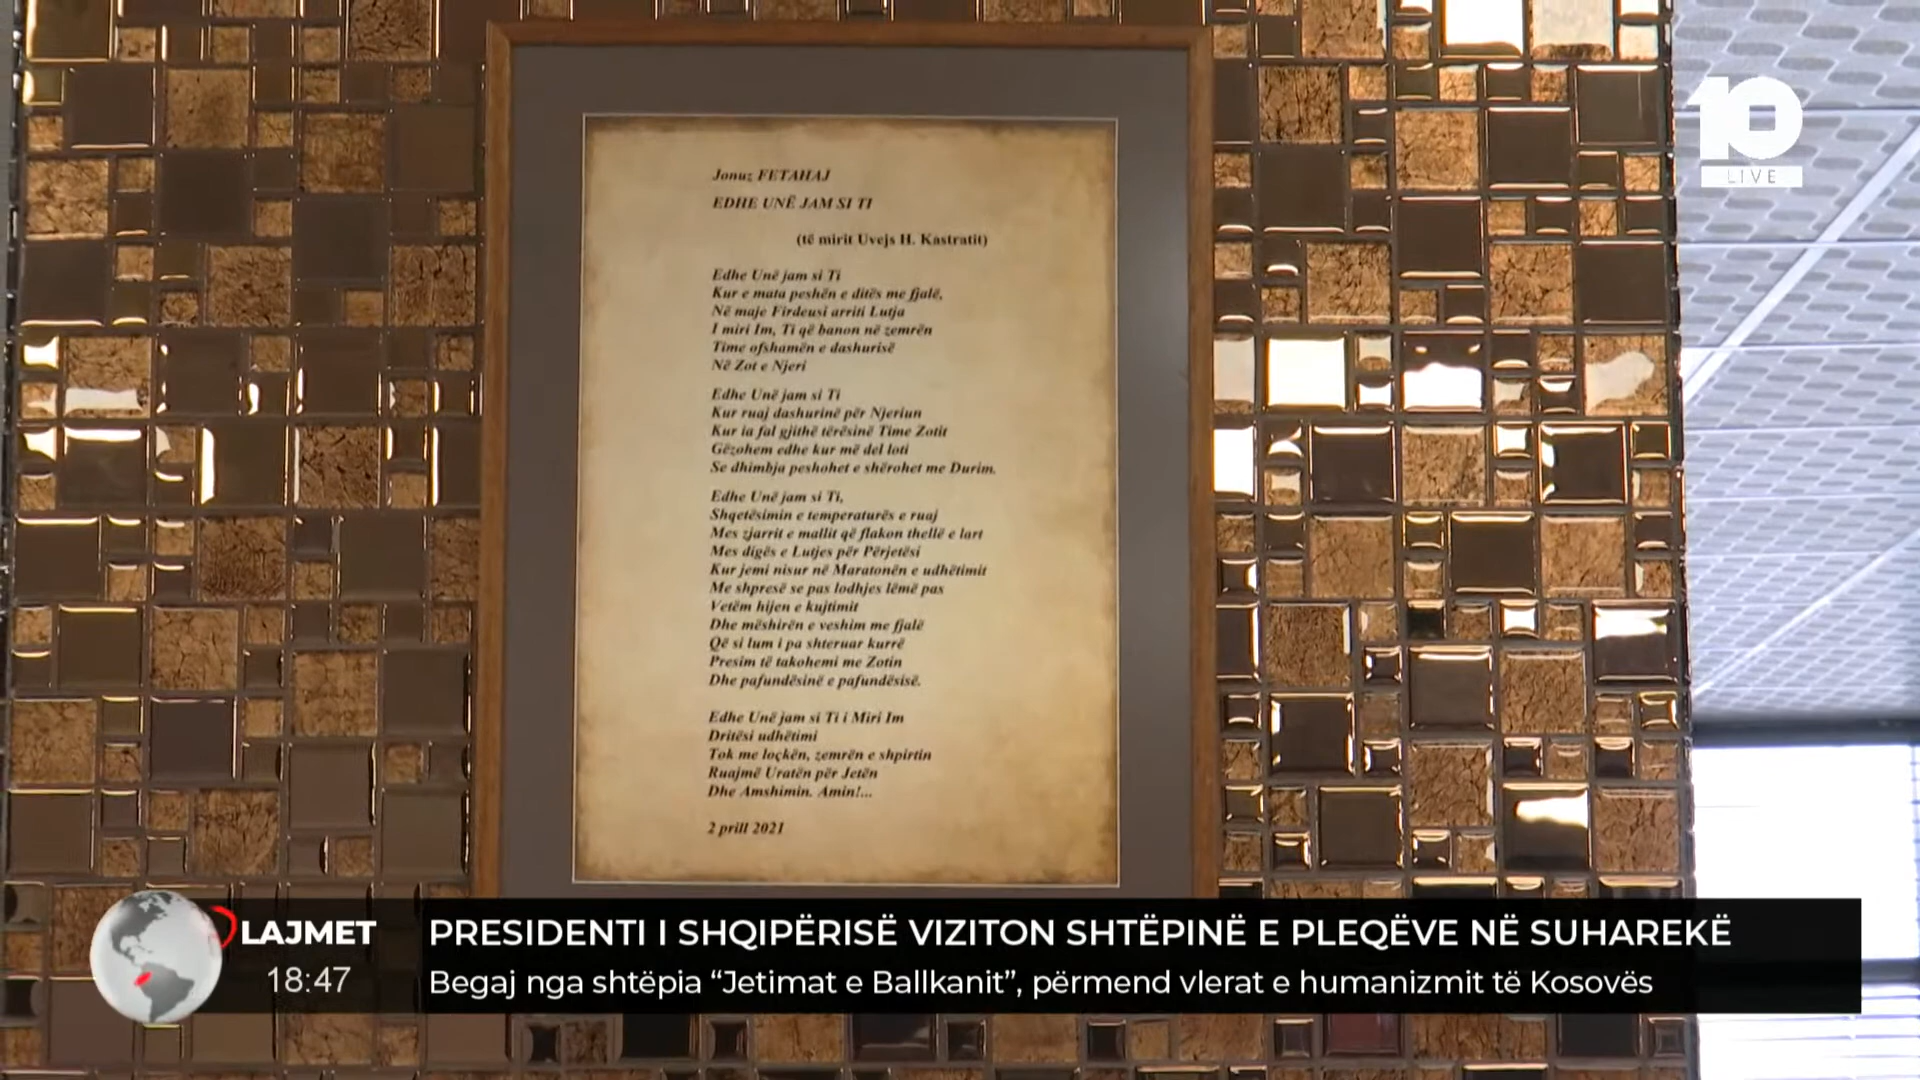 10
LIVE
Jonuz FETAHAJ
EDHE UNË JAM SI TI
(të mirit Uvejs H. Kastratit)
Edhe Unë jam si Ti
Kur e mata peshën e ditës me fjalë,
Në maje Firdeusi arriti Lutja
I miri Im, Ti që banon në zemrën
Time ofshamën e dashurisë
Në Zot e Njeri
Edhe Unë jam si Ti
Kur ruaj dashurinë për Njeriun
Kur ia fal gjithë tërësinë Time Zotit
Gëzohem edhe kur më del loti
Se dhimbja peshohet e shërohet me Durim.
Edhe Unë jam si Ti,
Shqetësimin e temperaturës e ruaj
Mes zjarrit e mallit që flakon thellë e lart
Mes digës e Lutjes për Përjetësi
Kur jemi nisur në Maratonën e udhëtimit
Me shpresë se pas lodhjes lëmë pas
Vetëm hijen e kujtimit
Dhe mëshirën e veshim me fjalë
Që si lum i pa shteruar kurrë
Presim të takohemi me Zotin
Dhe pafundësinë e pafundësisë.
Edhe Unë jam si Ti i Miri Im
Dritësi udhëtimi
Tok me loçkën, zemrën e shpirtin
Ruajmë Uratën për Jetën
Dhe Amshimin. Amin!...
2 prill 2021
LAJMET
18:47
PRESIDENTI I SHQIPËRISË VIZITON SHTËPINË E PLEQËVE NË SUHAREKË
Begaj nga shtëpia “Jetimat e Ballkanit”, përmend vlerat e humanizmit të Kosovës